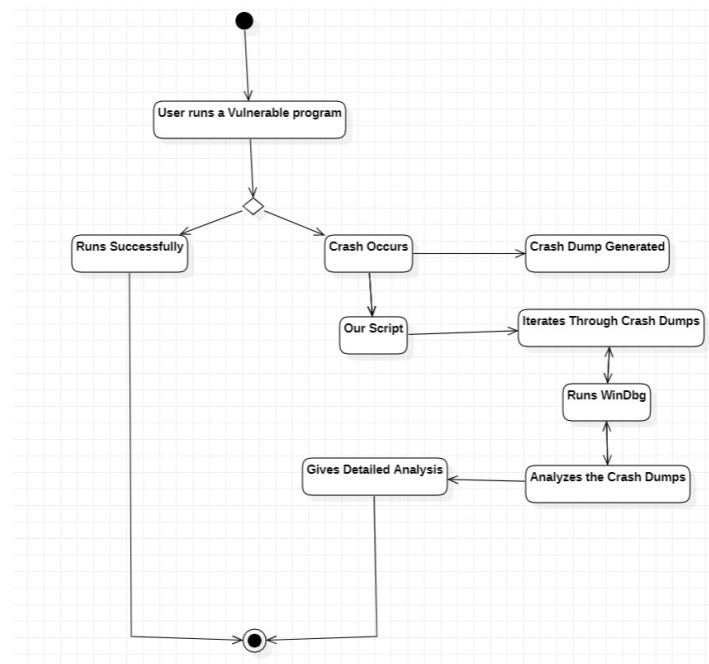 User runs a Vulnerable program
Runs Successfully
Crash Occurs
Crash Dump Generated
Our Script
Iterates Through Crash Dumps
Runs WinDbg
Gives Detailed Analysis
Analyzes the Crash Dumps